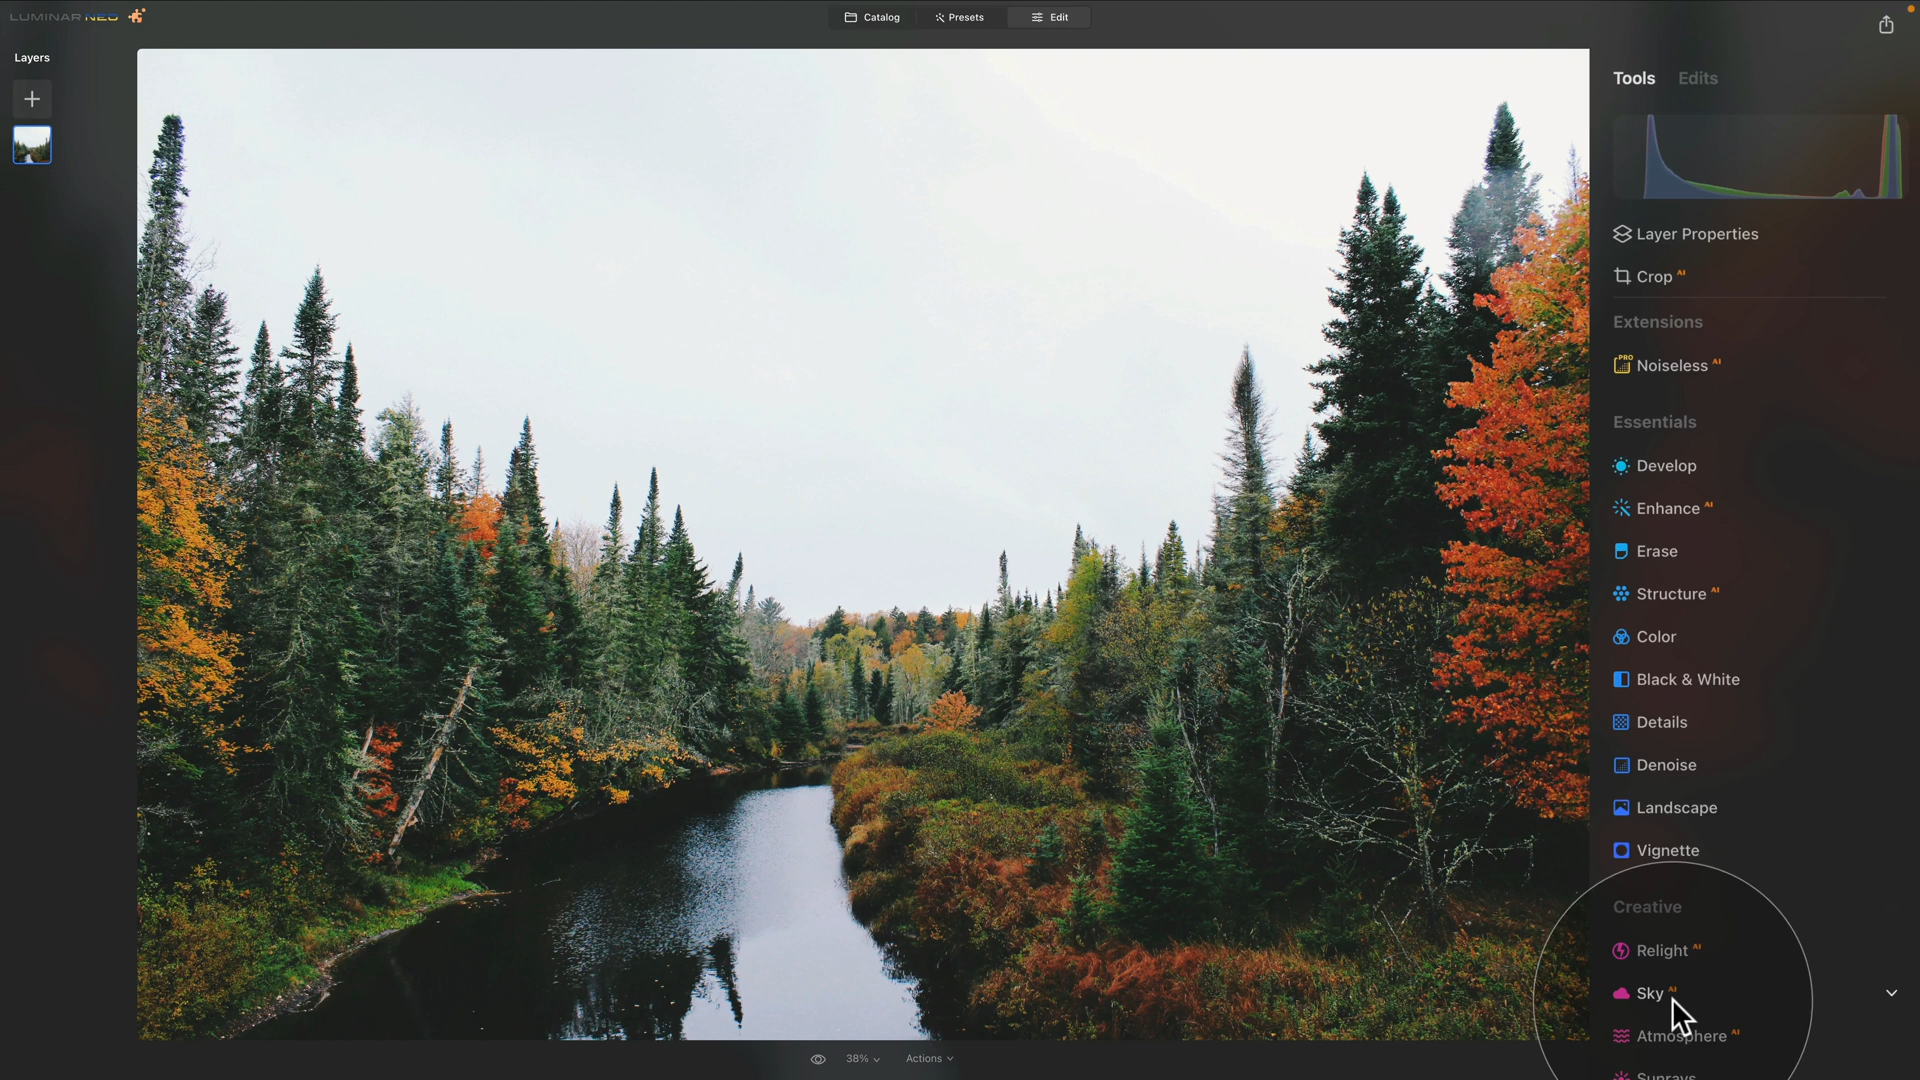 LUMINAR NEO
Catalog
Presets
Edit
Layers
Tools
Edits
Layer Properties
Crop AI
Extensions
PRO
Noiseless AI
Essentials
Develop
Enhance AI
Erase
Structure AI
Color
Black & White
Details
Denoise
Landscape
Vignette
Creative
Relight AI
Sky AI
Atmosphere AI
Sunrays
38%
Actions